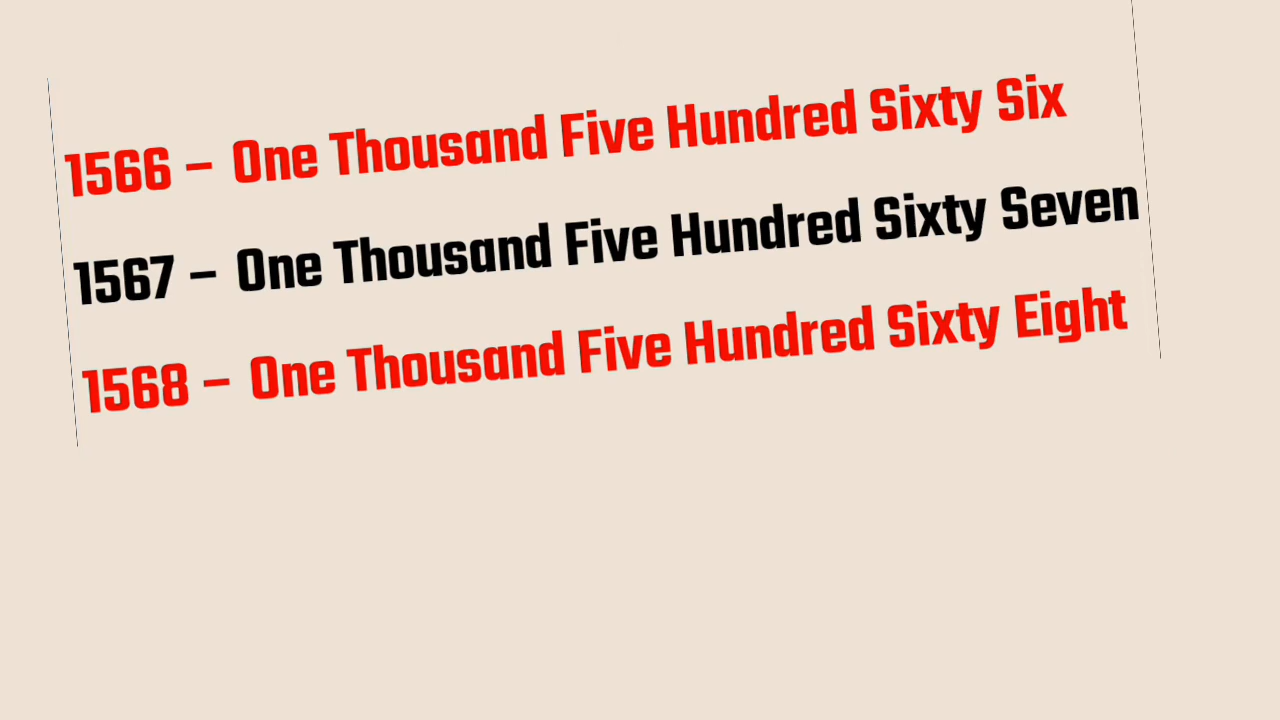 1566 – One Thousand Five Hundred Sixty Six
1567 – One Thousand Five Hundred Sixty Seven
1568 – One Thousand Five Hundred Sixty Eight